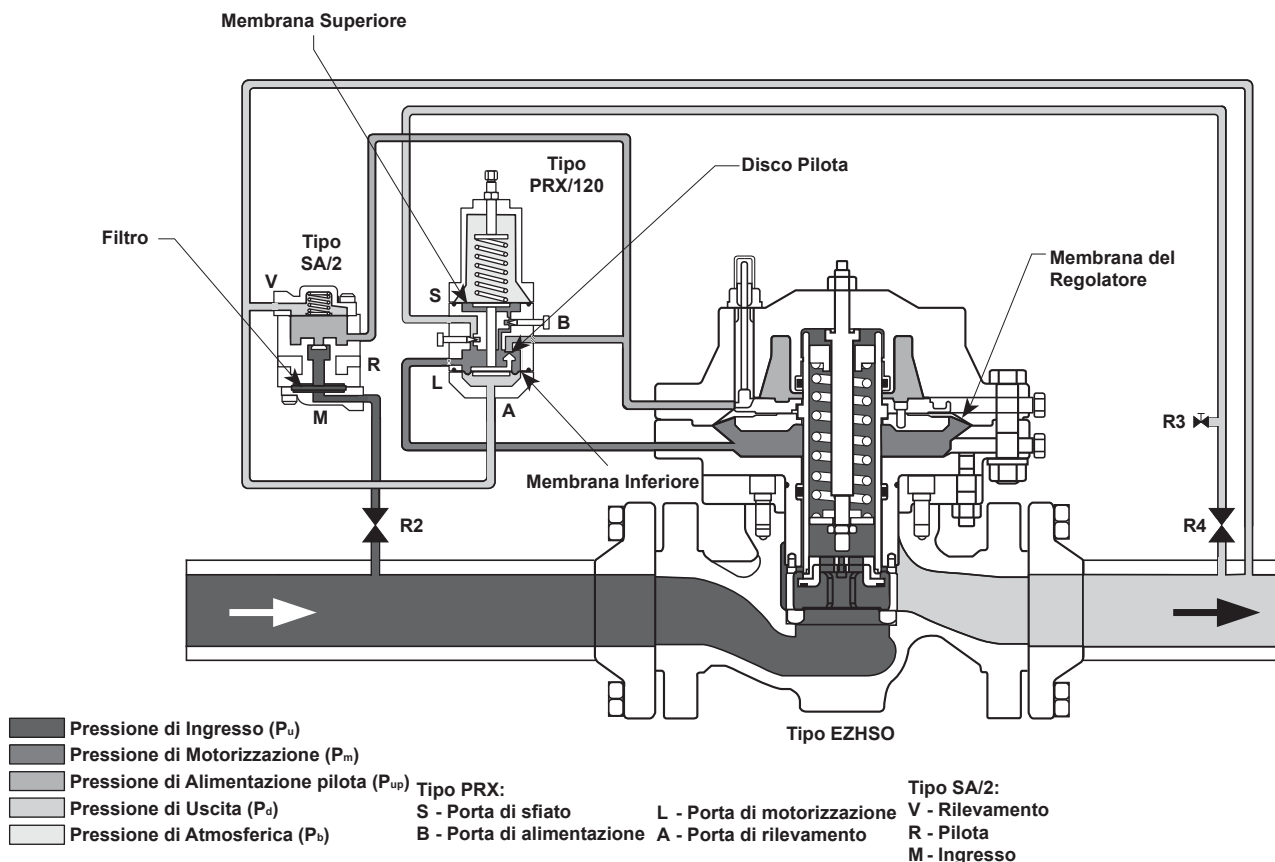 Membrana Superiore
Tipo
PRX/120
Disco Pilota
Filtro
Tipo
SA/2
V
S
B
Membrana del
Regolatore
R
L
M
A
R3
Membrana Inferiore
R2
R4
Tipo EZHSO
Pressione di Ingresso (Pu)
Pressione di Motorizzazione (Pm)
Pressione di Alimentazione pilota (Pup)
Pressione di Uscita (Pd)
Pressione di Atmosferica (Pb)
Tipo PRX:
S - Porta di sfiato
B - Porta di alimentazione
L - Porta di motorizzazione
A - Porta di rilevamento
Tipo SA/2:
V - Rilevamento
R - Pilota
M - Ingresso